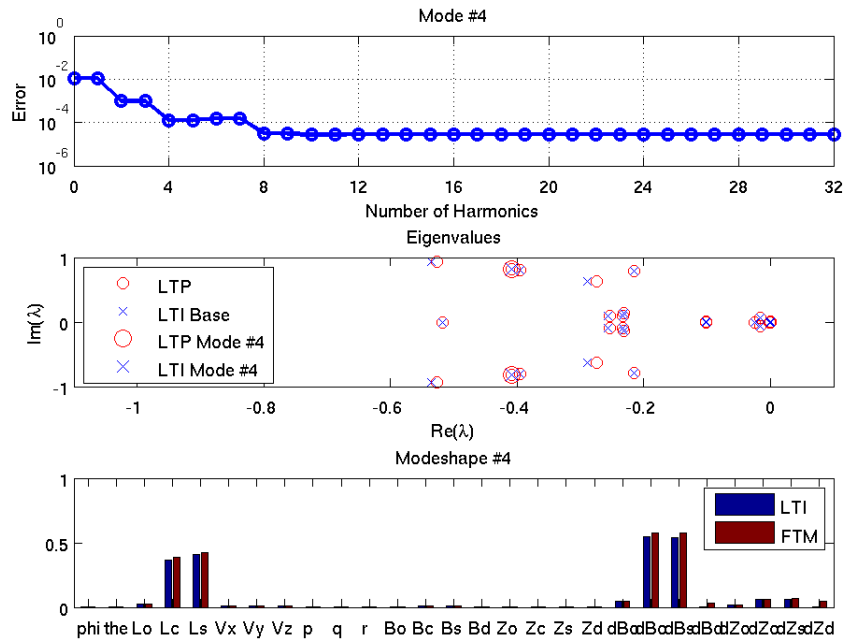 Mode #4
10^0
10^-2
10^-4
10^-6
Error
0 4 8 12 16 20 24 28 32
Number of Harmonics
Eigenvalues
1
0
-1
Im(λ)
LTP
LTI Base
LTP Mode #4
LTI Mode #4
-1 -0.8 -0.6 -0.4 -0.2 0
Re(λ)
Modeshape #4
1
0.5
0
LTI
FTM
phi the Lo Lc Ls Vx Vy Vz p q r Bo Bc Bs Bd Zo Zc Zs Zd dBo dBc dBs dBd dZo dZc dZs dZd